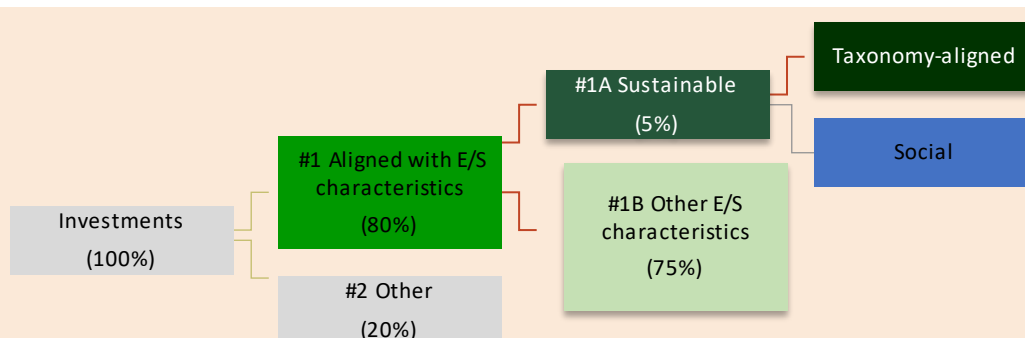 Investments
(100%)
#1 Aligned with E/S
characteristics
(80%)
#2 Other
(20%)
#1A Sustainable
(5%)
#1B Other E/S
characteristics
(75%)
Taxonomy-aligned
Social